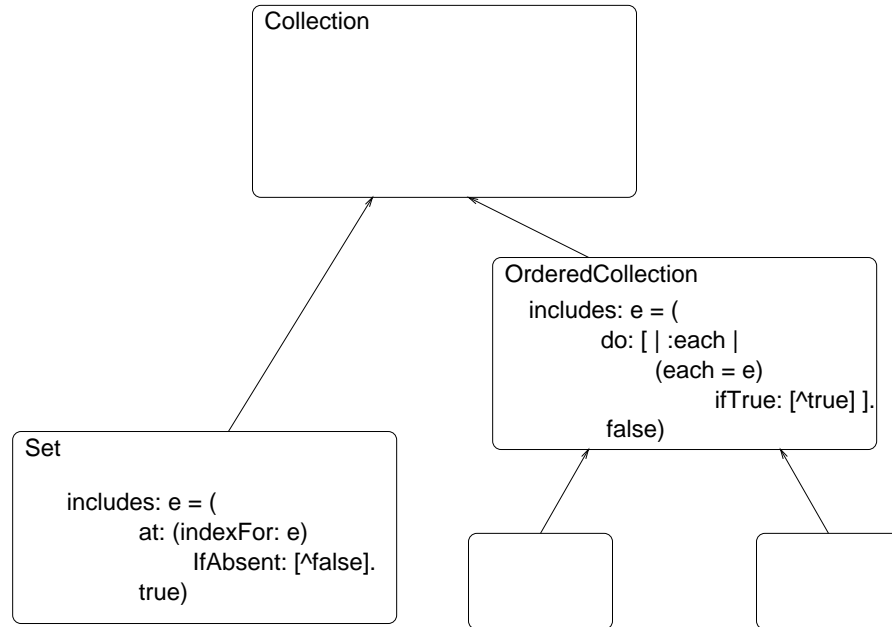 Collection
OrderedCollection
includes: e = (
do: [ | :each |
(each = e)
ifTrue: [^true] ].
false)
Set
includes: e = (
at: (indexFor: e)
IfAbsent: [^false].
true)